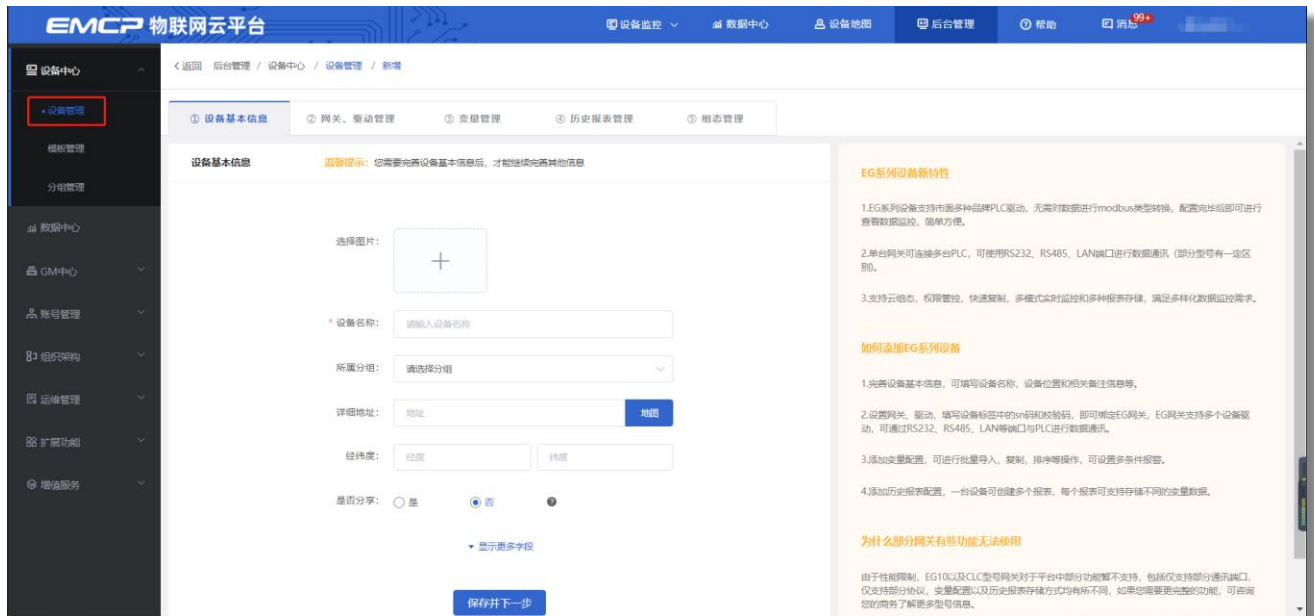 EMCP 物联网云平台
设备监控
数据中心
设备地图
后台管理
帮助
消息
99+
设备中心
设备管理
模板管理
分组管理
数据中心
GM中心
账号管理
组织架构
运维管理
扩展功能
增值服务
<返回 后台管理 / 设备中心 / 设备管理 / 新增
① 设备基本信息
② 网关、驱动管理
③ 变量管理
④ 历史报表管理
⑤ 组态管理
设备基本信息 温馨提示：您需要完善设备基本信息后，才能继续完善其他信息
选择图片：
* 设备名称： 请输入设备名称
所属分组： 请选择分组
详细地址： 地址 地图
经纬度： 经度 纬度
是否分享： 是 否
显示更多字段
保存并下一步
EG系列设备新特性
1.EG系列设备支持市面多种品牌PLC驱动，无需对数据进行modbus类型转换，配置完毕后即可进行
查看数据监控，简单方便。
2.单台网关可连接多台PLC，可使用RS232、RS485、LAN端口进行数据通讯（部分型号有一定区
别）。
3.支持云组态，权限管控，快速复制，多模式实时监控和多种报表存储，满足多样化数据监控需求。
如何添加EG系列设备
1.完善设备基本信息，可填写设备名称，设备位置和相关备注信息等。
2.设置网关、驱动，填写设备标签中的sn码和校验码，即可绑定EG网关，EG网关支持多个设备驱
动，可通过RS232、RS485、LAN等端口与PLC进行数据通讯。
3.添加变量配置，可进行批量导入，复制，排序等操作，可设置多条件报警。
4.添加历史报表配置，一台设备可创建多个报表，每个报表可支持存储不同的变量数据。
为什么部分网关有些功能无法使用
由于性能限制，EG10以及CLC型号网关对于平台中部分功能暂不支持，包括仅支持部分通讯端口，
仅支持部分协议，变量配置以及历史报表存储方式均有所不同，如果您需要更完整的功能，可咨询
您的商务了解更多型号信息。